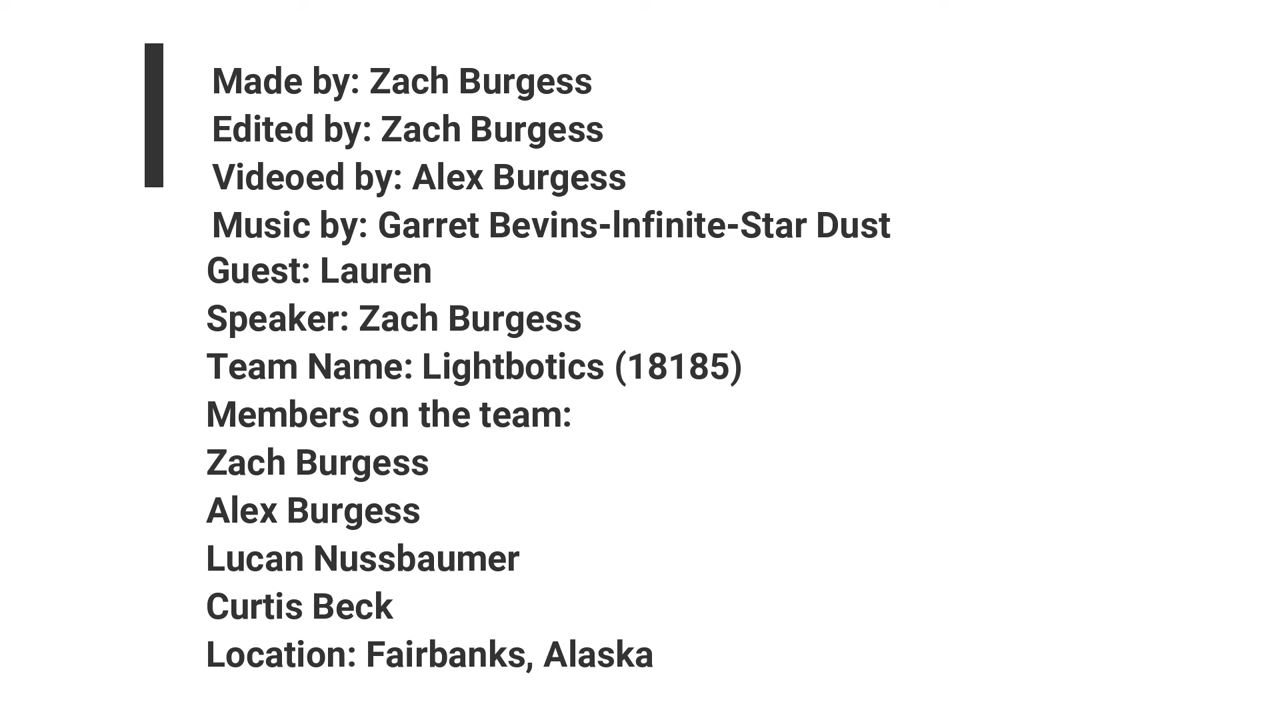 Made by: Zach Burgess
Edited by: Zach Burgess
Videoed by: Alex Burgess
Music by: Garret Bevins-lnfinite-Star Dust
Guest: Lauren
Speaker: Zach Burgess
Team Name: Lightbotics (18185)
Members on the team:
Zach Burgess
Alex Burgess
Lucan Nussbaumer
Curtis Beck
Location: Fairbanks, Alaska